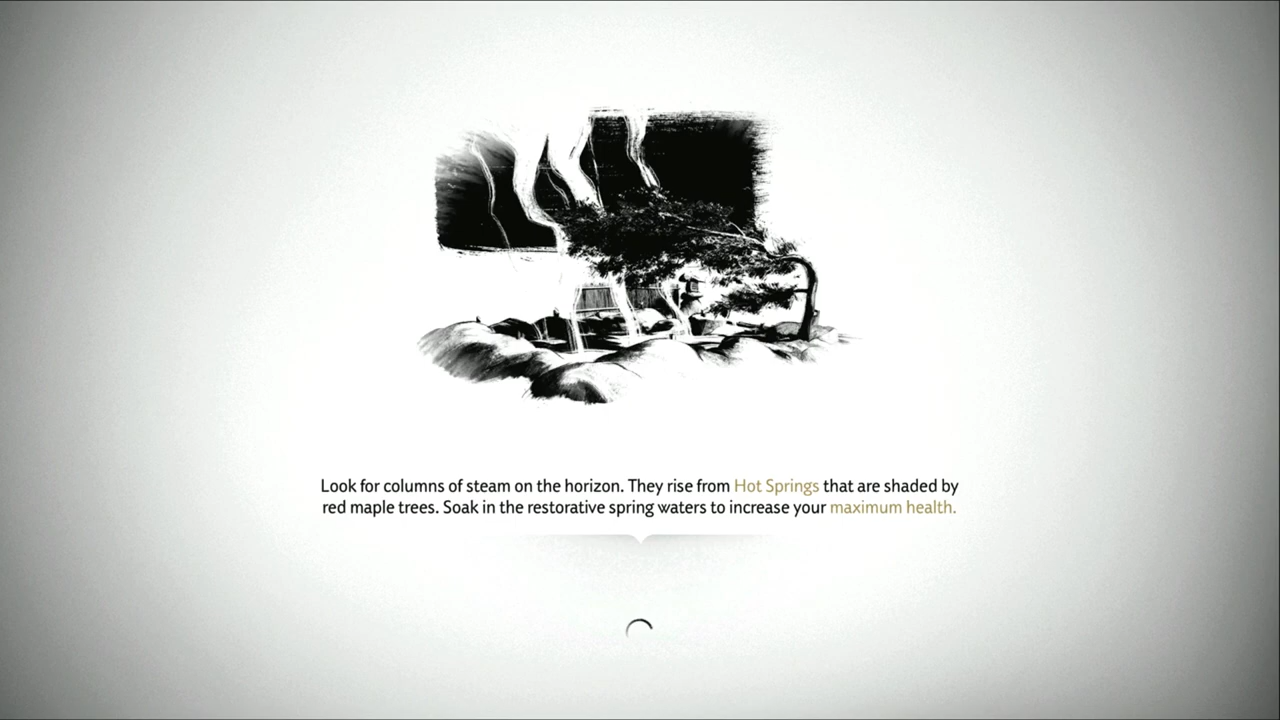 Look for columns of steam on the horizon. They rise from Hot Springs that are shaded by
red maple trees. Soak in the restorative spring waters to increase your maximum health.